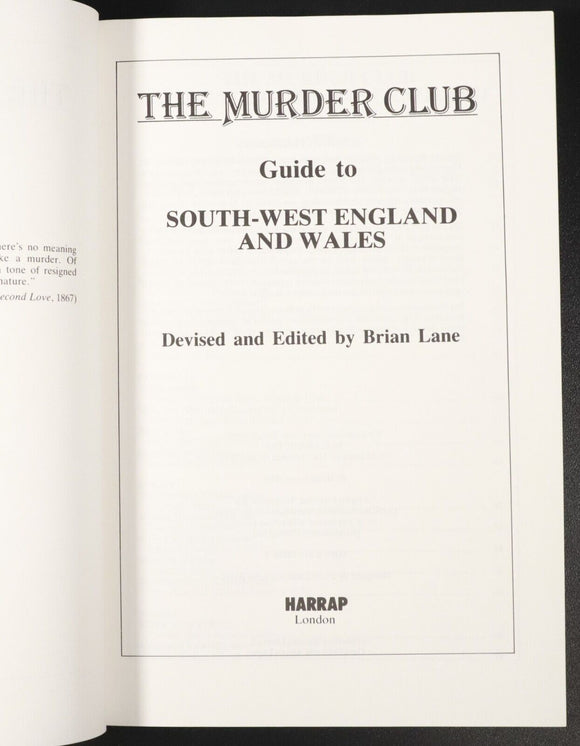 here's no meaning
ke a murder. Of
tone of resigned
nature."
econd Love, 1867)
THE MURDER CLUB
Guide to
SOUTH-WEST ENGLAND
AND WALES
Devised and Edited by Brian Lane
HARRAP
London